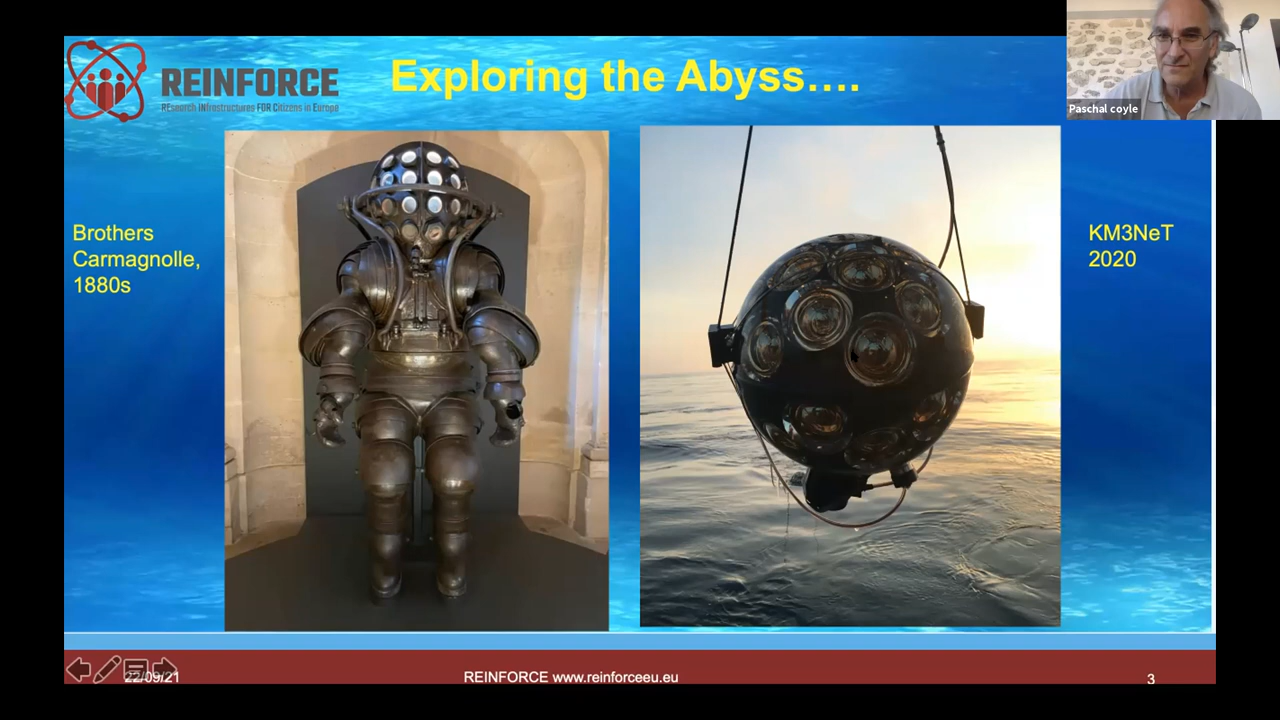 REINFORCE
REsearch INfrastructures FOR Citizens in Europe
Exploring the Abyss....
Paschal coyle
Brothers
Carmagnolle,
1880s
KM3NeT
2020
22/09/21
REINFORCE www.reinforceeu.eu
3